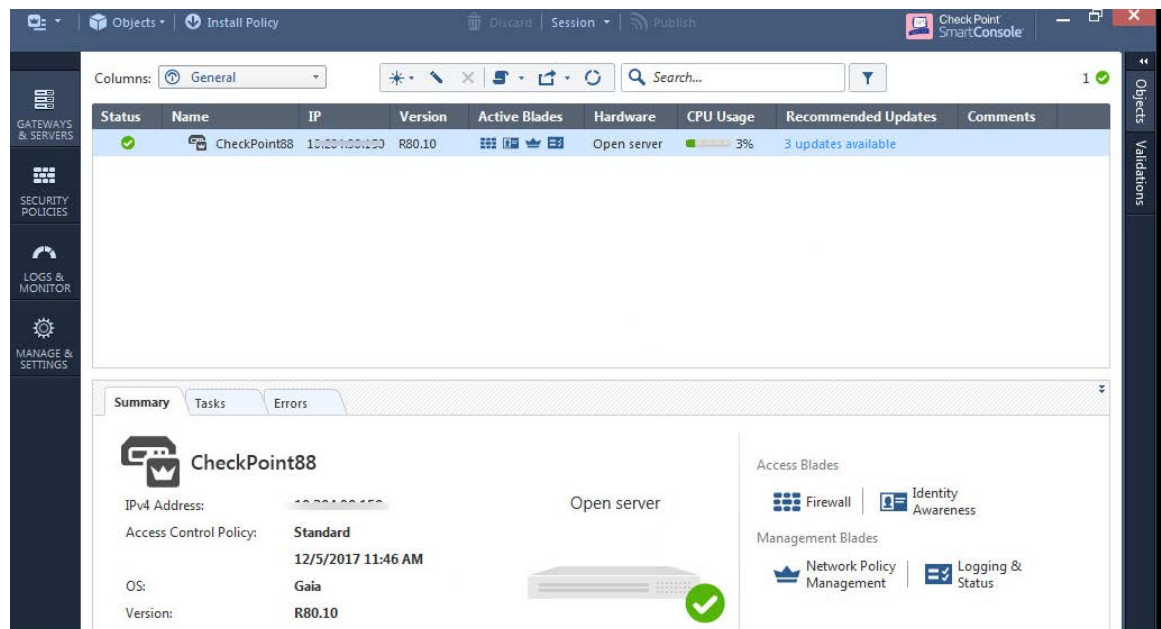 Objects
Install Policy
Discard
Session
Publish
Check Point
SmartConsole
GATEWAYS
& SERVERS
SECURITY
POLICIES
LOGS &
MONITOR
MANAGE &
SETTINGS
Columns: General
Search...
1
Status Name IP Version Active Blades Hardware CPU Usage Recommended Updates Comments
CheckPoint88 R80.10 Open server 3% 3 updates available
Objects
Validations
Summary Tasks Errors
CheckPoint88
IPv4 Address:
Access Control Policy: Standard
12/5/2017 11:46 AM
OS: Gaia
Version: R80.10
Open server
Access Blades
Firewall
Identity
Awareness
Management Blades
Network Policy
Management
Logging &
Status